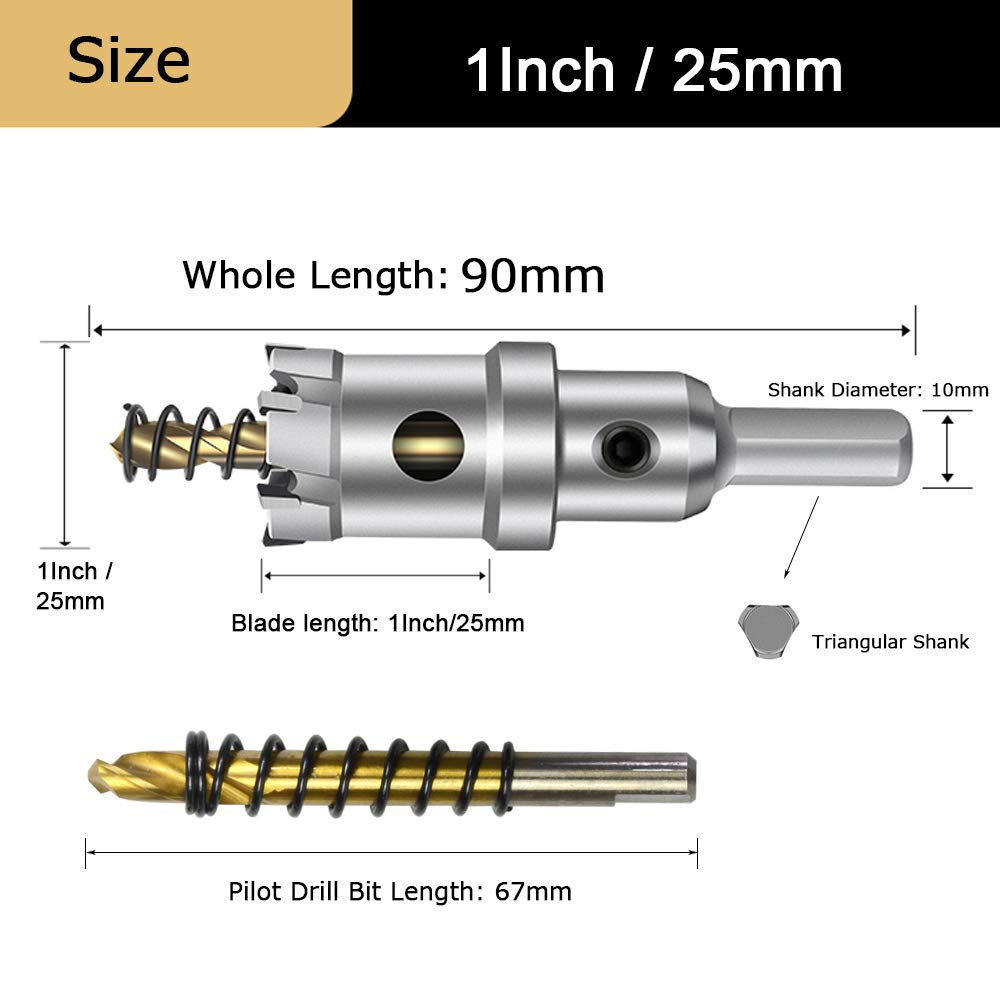 Size
1Inch / 25mm
Whole Length: 90mm
Shank Diameter: 10mm
1Inch /
25mm
Blade length: 1Inch/25mm
Triangular Shank
Pilot Drill Bit Length: 67mm